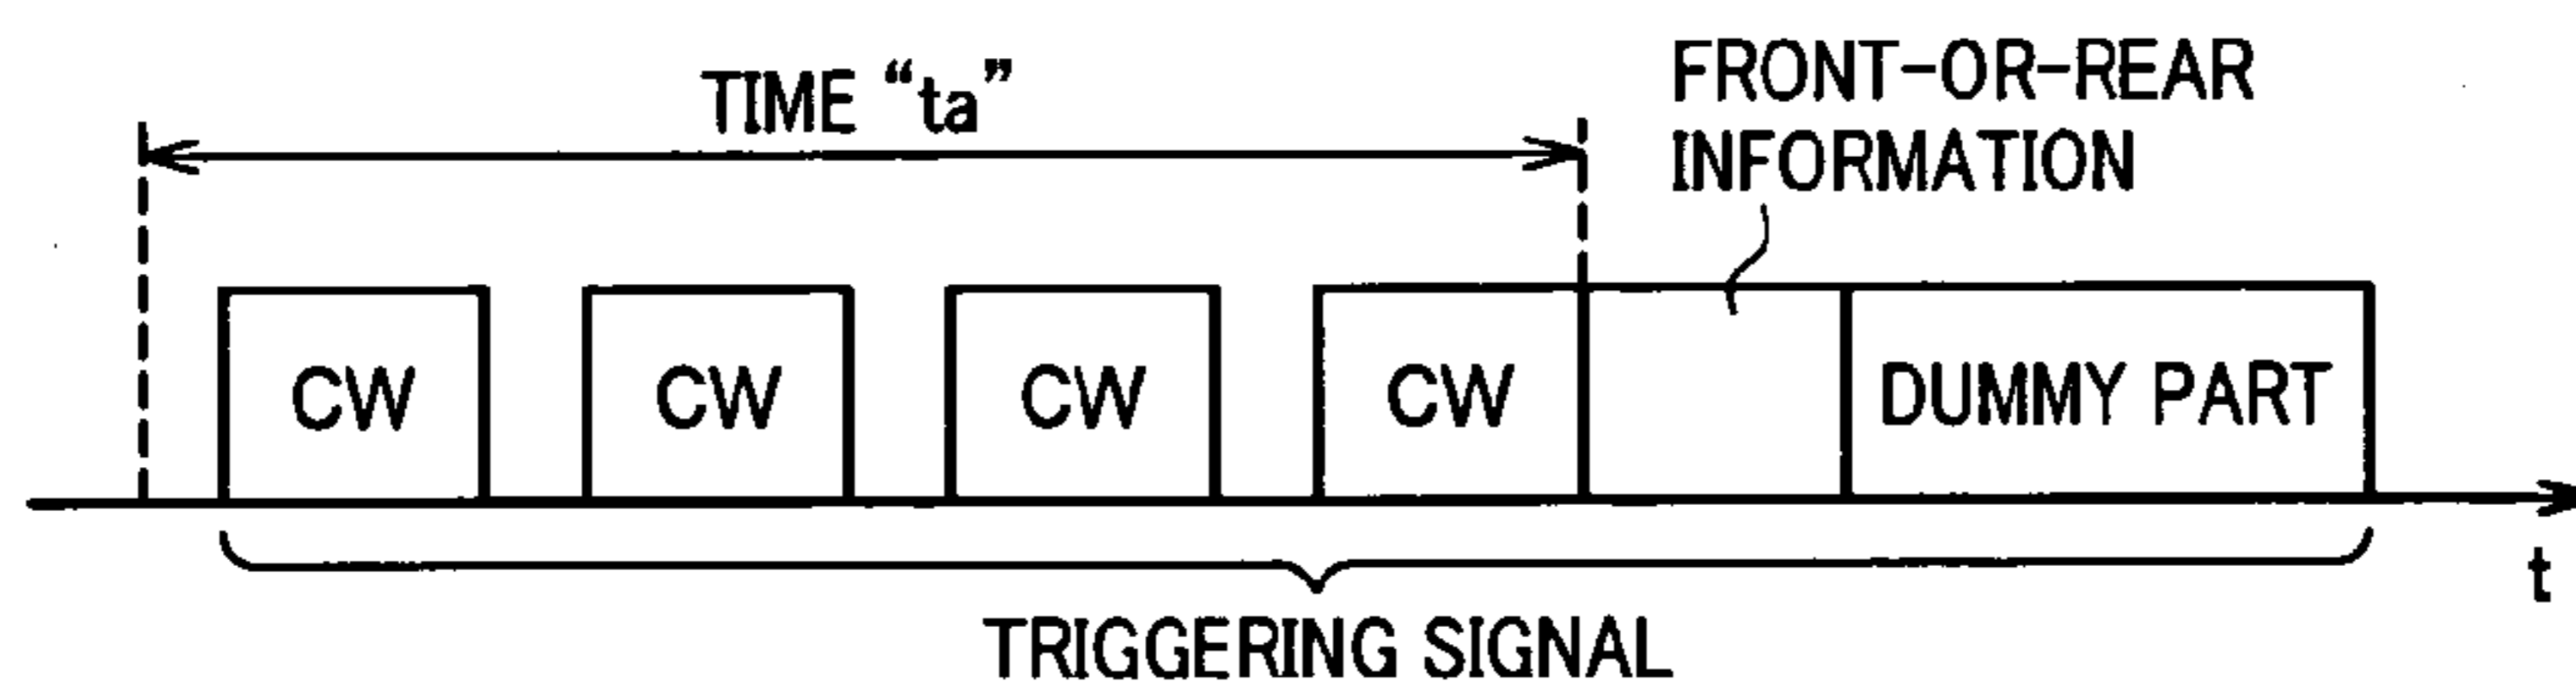 TIME “ta”
FRONT-OR-REAR
INFORMATION
CW CW CW CW DUMMY PART
t
TRIGGERING SIGNAL